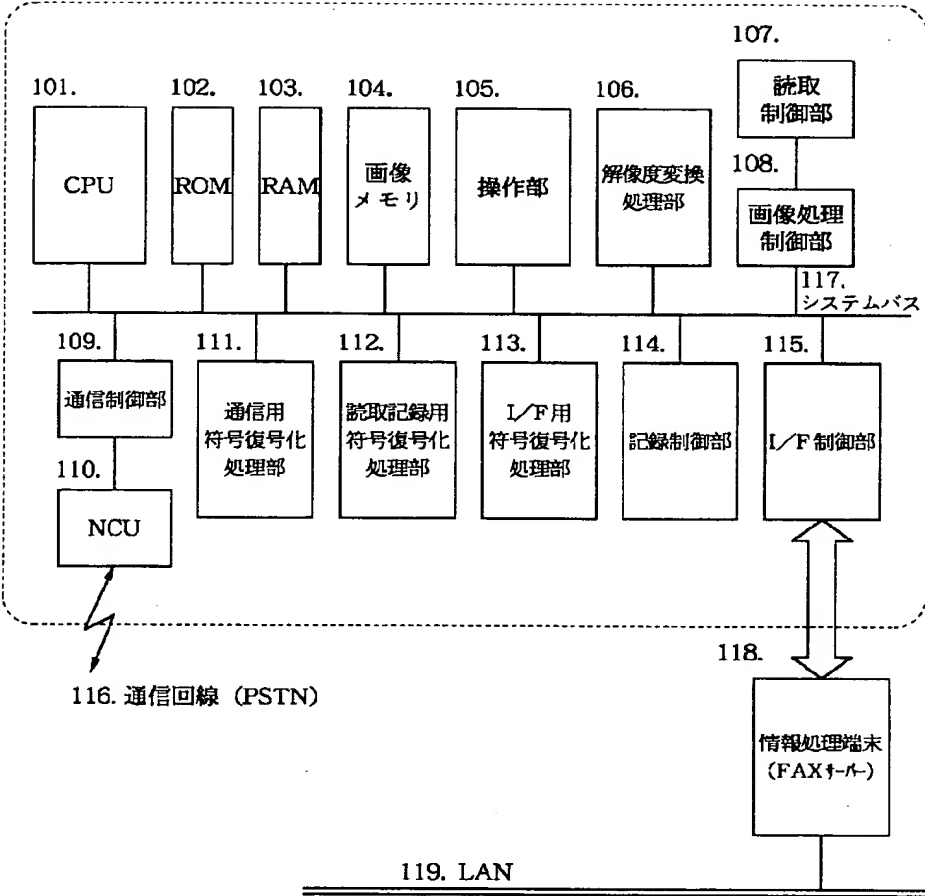 107.
読取
制御部
101.
CPU
102.
ROM
103.
RAM
104.
画像
メモリ
105.
操作部
106.
解像度変換
処理部
108.
画像処理
制御部
117.
システムバス
109.
通信制御部
110.
NCU
111.
通信用
符号復号化
処理部
112.
読取記録用
符号復号化
処理部
113.
I/F用
符号復号化
処理部
114.
記録制御部
115.
I/F制御部
116. 通信回線 (PSTN)
118.
情報処理端末
(FAXサーバー)
119. LAN